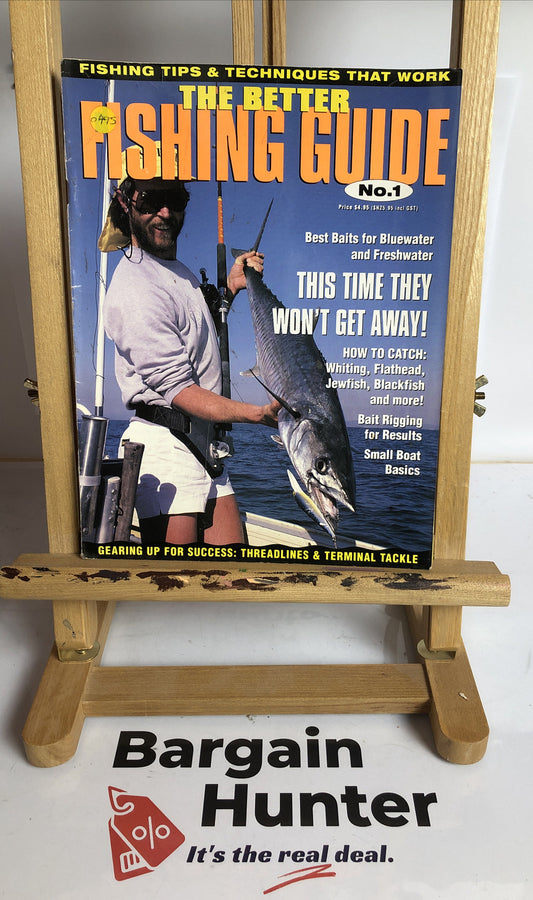 FISHING TIPS & TECHNIQUES THAT WORK
THE BETTER
FISHING GUIDE
No.1
Price $4.95 ($NZ5.95 incl GST)
Best Baits for Bluewater
and Freshwater
THIS TIME THEY
WON'T GET AWAY!
HOW TO CATCH:
Whiting, Flathead,
Jewfish, Blackfish
and more!
Bait Rigging
for Results
Small Boat
Basics
GEARING UP FOR SUCCESS: THREADLINES & TERMINAL TACKLE
Bargain
Hunter
%
It's the real deal.